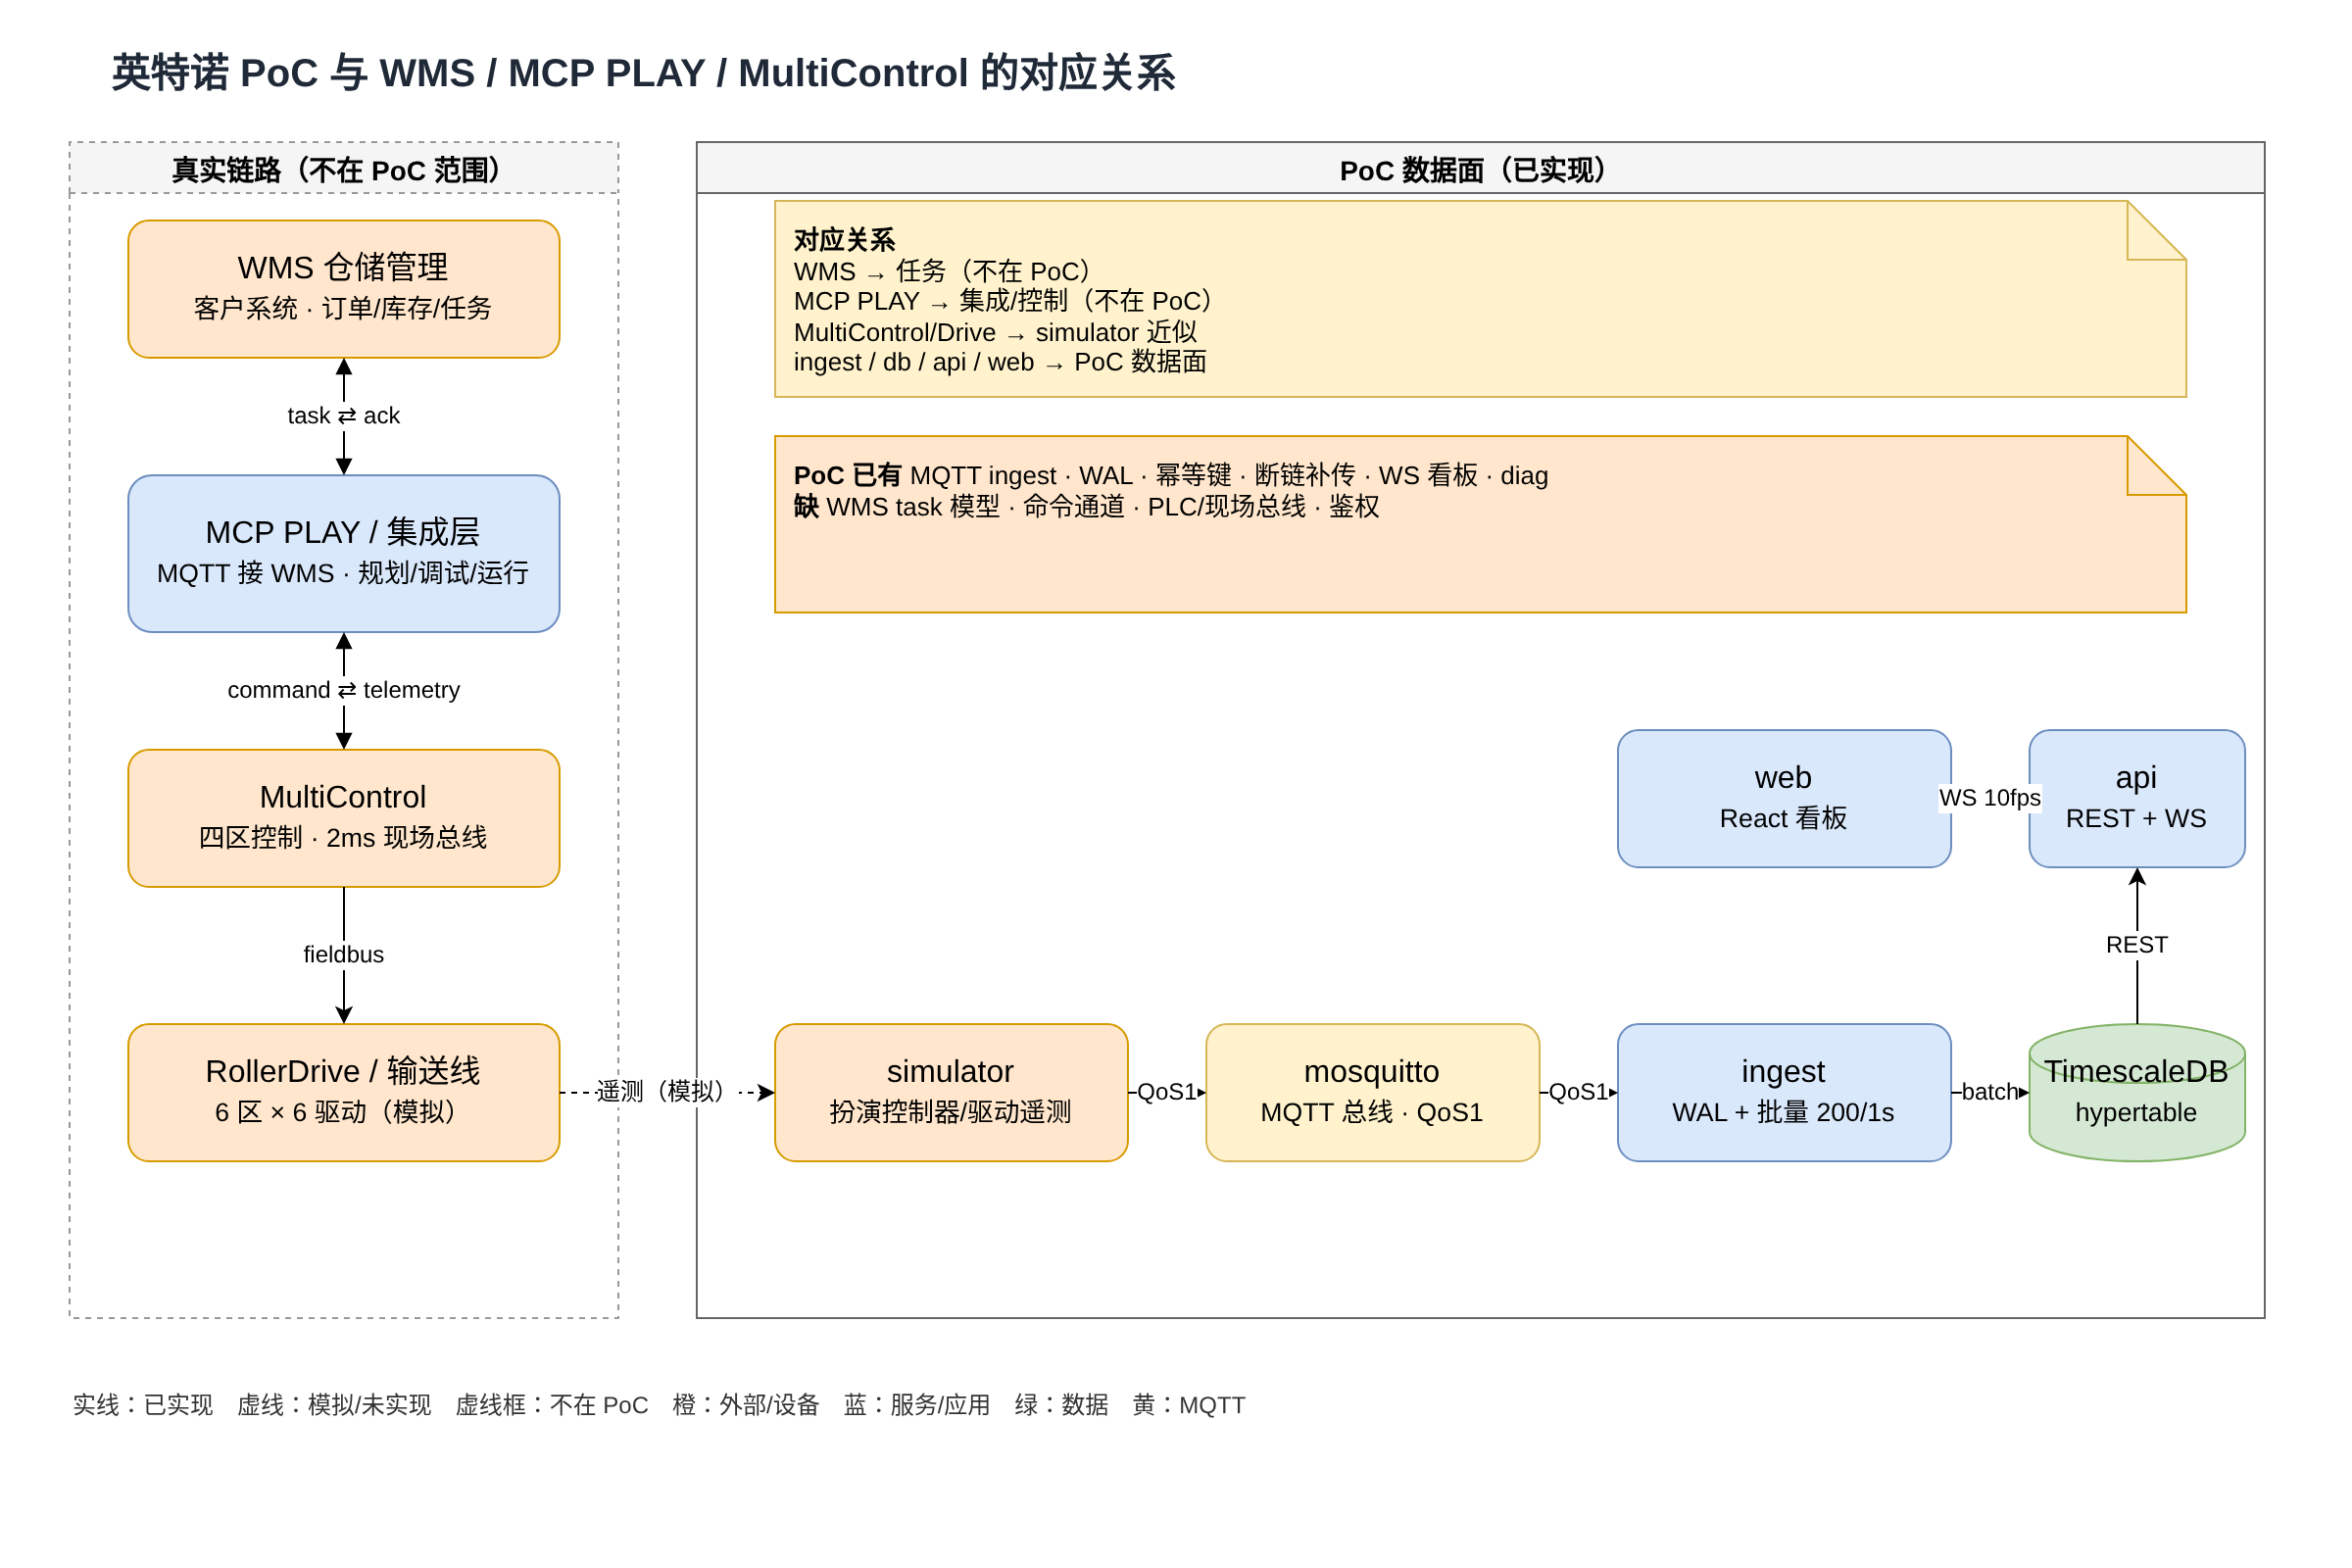 英特诺 PoC 与 WMS / MCP PLAY / MultiControl 的对应关系
真实链路（不在 PoC 范围）
WMS 仓储管理
客户系统 · 订单/库存/任务
task ⇄ ack
MCP PLAY / 集成层
MQTT 接 WMS · 规划/调试/运行
command ⇄ telemetry
MultiControl
四区控制 · 2ms 现场总线
fieldbus
RollerDrive / 输送线
6 区 × 6 驱动（模拟）
遥测（模拟）
PoC 数据面（已实现）
对应关系
WMS → 任务（不在 PoC）
MCP PLAY → 集成/控制（不在 PoC）
MultiControl/Drive → simulator 近似
ingest / db / api / web → PoC 数据面
PoC 已有 MQTT ingest · WAL · 幂等键 · 断链补传 · WS 看板 · diag
缺 WMS task 模型 · 命令通道 · PLC/现场总线 · 鉴权
web
React 看板
WS 10fps
api
REST + WS
REST
simulator
扮演控制器/驱动遥测
QoS1
mosquitto
MQTT 总线 · QoS1
QoS1
ingest
WAL + 批量 200/1s
batch
TimescaleDB
hypertable
实线：已实现　虚线：模拟/未实现　虚线框：不在 PoC　橙：外部/设备　蓝：服务/应用　绿：数据　黄：MQTT